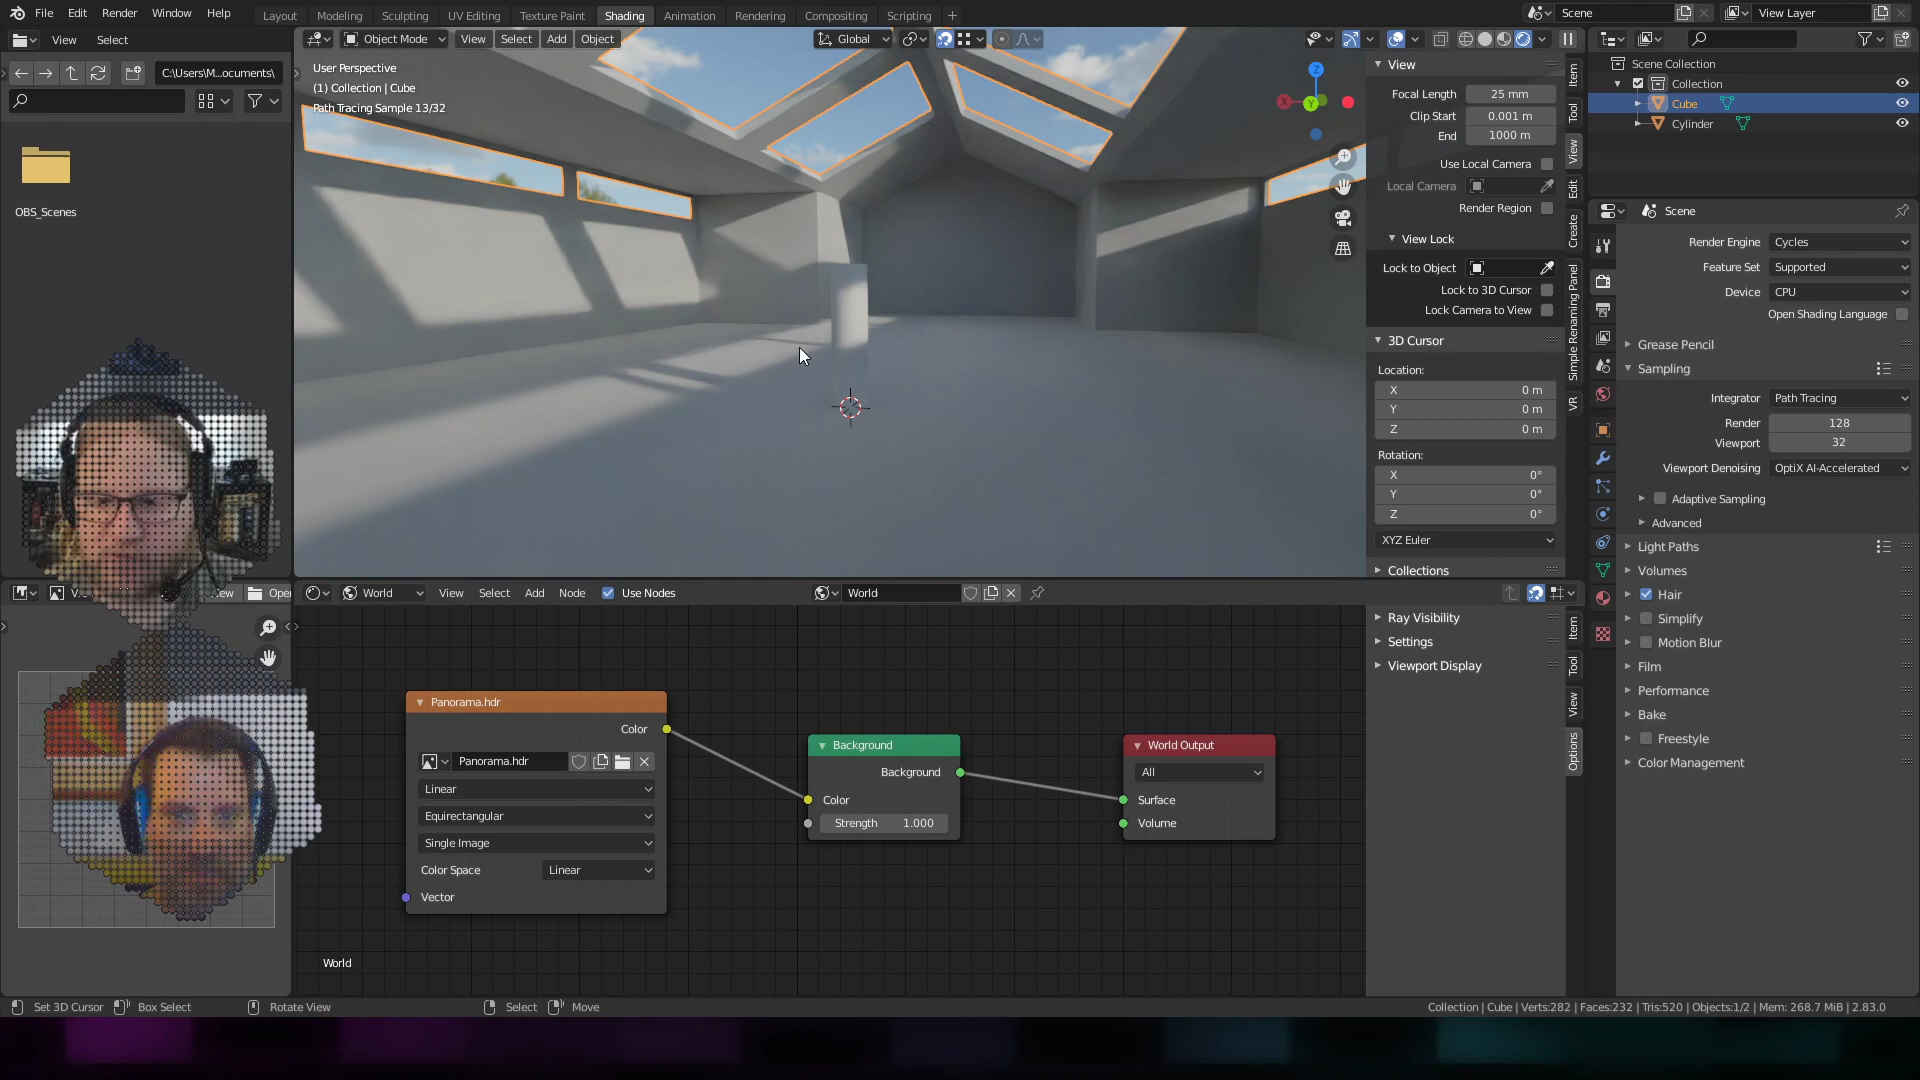 File Edit Render Window Help
Layout Modeling Sculpting UV Editing Texture Paint Shading Animation Rendering Compositing Scripting +
Scene
View Layer
View Select
Object Mode View Select Add Object
Global
C:\Users\M...ocuments\
OBS_Scenes
User Perspective
(1) Collection | Cube
Path Tracing Sample 13/32
X
Y
Z
View
Focal Length 25 mm
Clip Start 0.001 m
End 1000 m
Use Local Camera
Local Camera
Render Region
View Lock
Lock to Object
Lock to 3D Cursor
Lock Camera to View
3D Cursor
Location:
X 0 m
Y 0 m
Z 0 m
Rotation:
X 0°
Y 0°
Z 0°
XYZ Euler
Collections
Item
Tool
View
Edit
Create
Simple Renaming Panel
VR
Scene Collection
Collection
Cube
Cylinder
Scene
Render Engine Cycles
Feature Set Supported
Device CPU
Open Shading Language
Grease Pencil
Sampling
Integrator Path Tracing
Render 128
Viewport 32
Viewport Denoising OptiX AI-Accelerated
Adaptive Sampling
Advanced
Light Paths
Volumes
Hair
Simplify
Motion Blur
Film
Performance
Bake
Freestyle
Color Management
World View Select Add Node Use Nodes
World
Ray Visibility
Settings
Viewport Display
Item
Tool
View
Options
Panorama.hdr
Color
Panorama.hdr
Linear
Equirectangular
Single Image
Color Space Linear
Vector
Background
Background
Color
Strength 1.000
World Output
All
Surface
Volume
World
Set 3D Cursor Box Select Rotate View Select Move
Collection | Cube | Verts:282 | Faces:232 | Tris:520 | Objects:1/2 | Mem: 268.7 MiB | 2.83.0